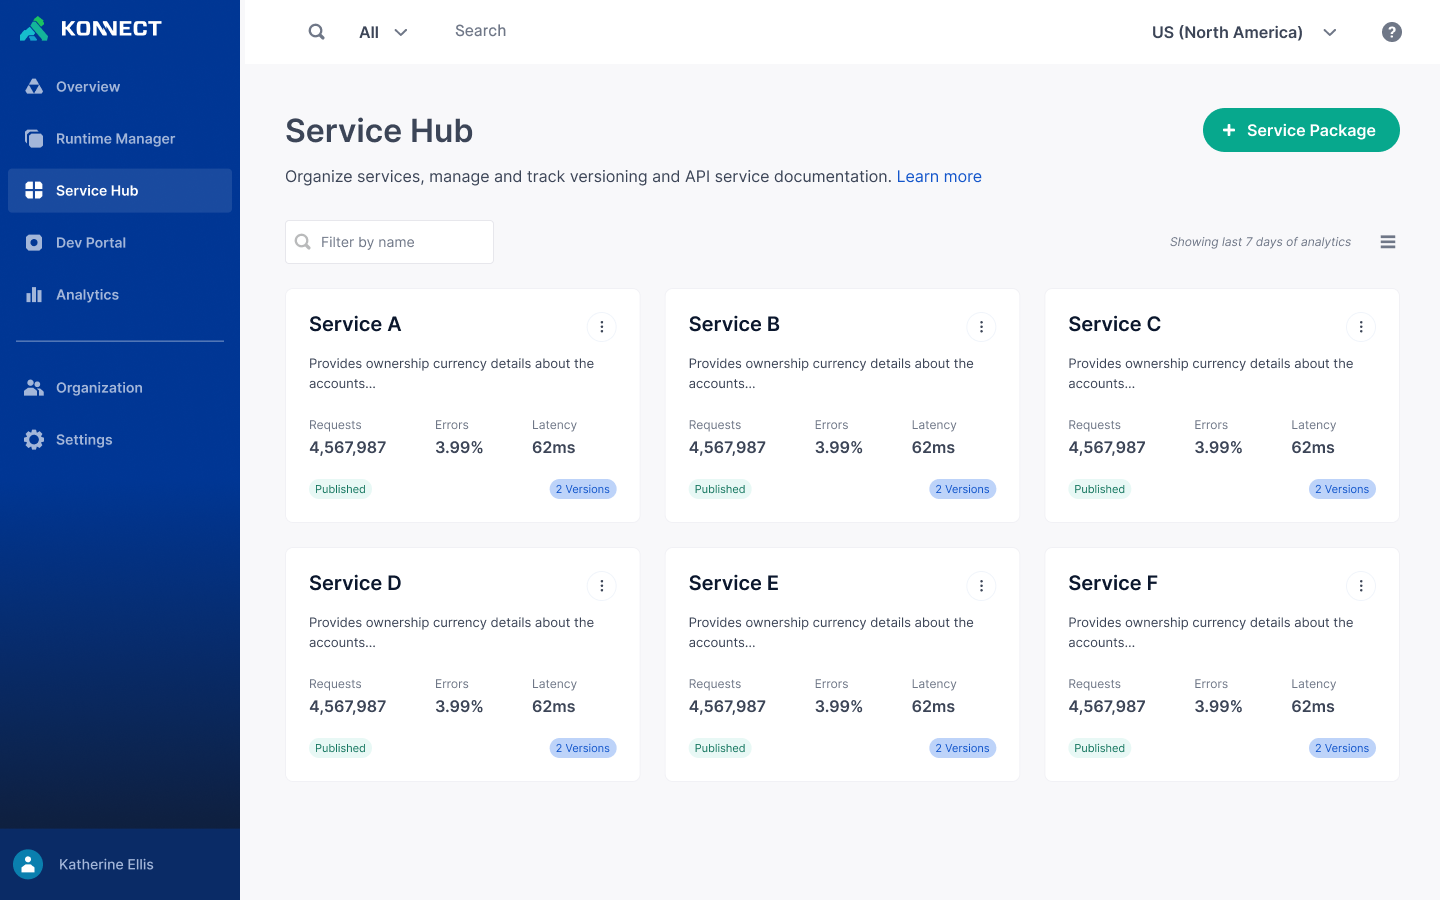 KONNECT
All
Search
US (North America)
?
Overview
Runtime Manager
Service Hub
Dev Portal
Analytics
Organization
Settings
Katherine Ellis
Service Hub
+ Service Package
Organize services, manage and track versioning and API service documentation. Learn more
Filter by name
Showing last 7 days of analytics
Service A
Provides ownership currency details about the
accounts...
Requests Errors Latency
4,567,987 3.99% 62ms
Published 2 Versions
Service B
Provides ownership currency details about the
accounts...
Requests Errors Latency
4,567,987 3.99% 62ms
Published 2 Versions
Service C
Provides ownership currency details about the
accounts...
Requests Errors Latency
4,567,987 3.99% 62ms
Published 2 Versions
Service D
Provides ownership currency details about the
accounts...
Requests Errors Latency
4,567,987 3.99% 62ms
Published 2 Versions
Service E
Provides ownership currency details about the
accounts...
Requests Errors Latency
4,567,987 3.99% 62ms
Published 2 Versions
Service F
Provides ownership currency details about the
accounts...
Requests Errors Latency
4,567,987 3.99% 62ms
Published 2 Versions